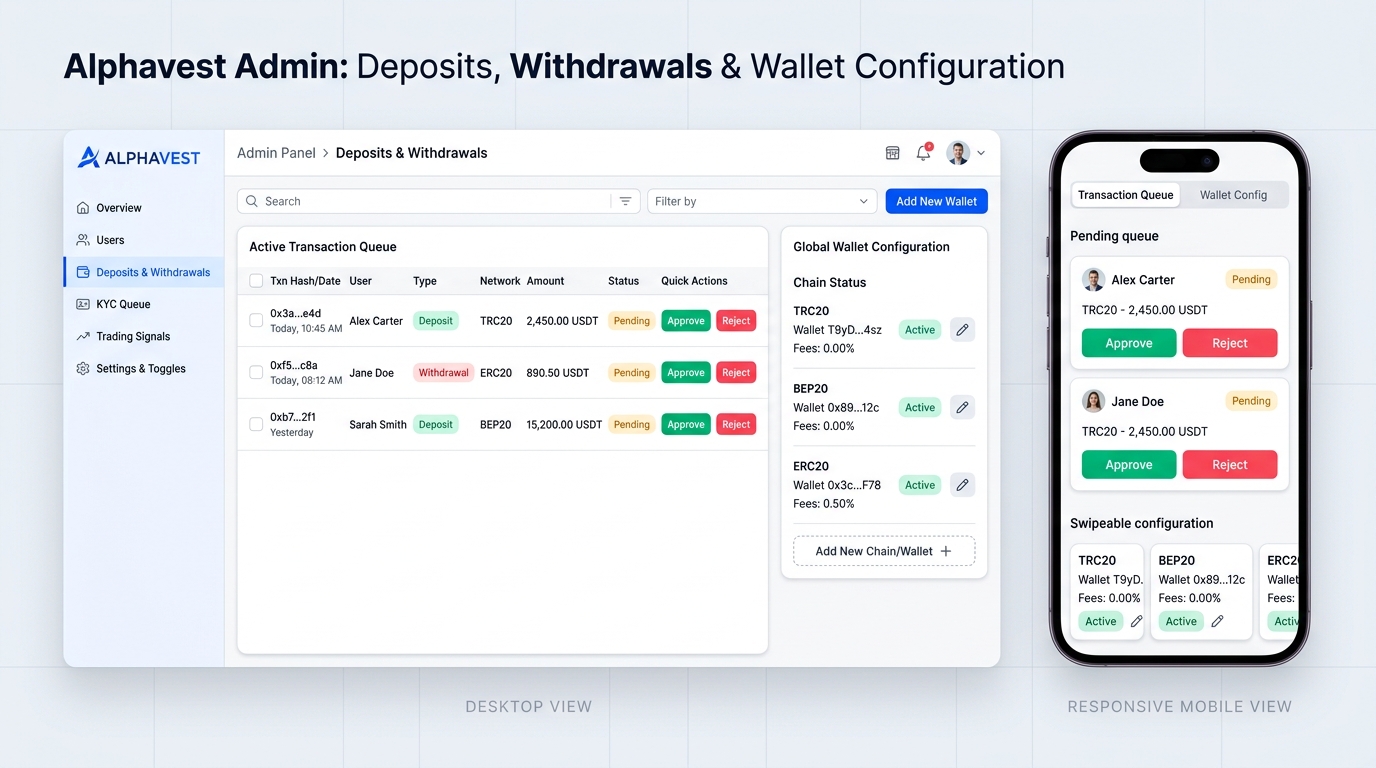 Alphavest Admin: Deposits, Withdrawals & Wallet Configuration
ALPHAVEST
Overview
Users
Deposits & Withdrawals
KYC Queue
Trading Signals
Settings & Toggles
Admin Panel > Deposits & Withdrawals
Search
Filter by
Add New Wallet
Active Transaction Queue
Txn Hash/Date User Type Network Amount Status Quick Actions
0x3a...e4d
Today, 10:45 AM
Alex Carter Deposit TRC20 2,450.00 USDT Pending Approve Reject
0xf5...c8a
Today, 08:12 AM
Jane Doe Withdrawal ERC20 890.50 USDT Pending Approve Reject
0xb7...2f1
Yesterday
Sarah Smith Deposit BEP20 15,200.00 USDT Pending Approve Reject
Global Wallet Configuration
Chain Status
TRC20
Wallet T9yD...4sz Active
Fees: 0.00%
BEP20
Wallet 0x89...12c Active
Fees: 0.00%
ERC20
Wallet 0x3c...F78 Active
Fees: 0.50%
Add New Chain/Wallet +
DESKTOP VIEW
Transaction Queue Wallet Config
Pending queue
Alex Carter Pending
TRC20 - 2,450.00 USDT
Approve Reject
Jane Doe Pending
TRC20 - 2,450.00 USDT
Approve Reject
Swipeable configuration
TRC20
Wallet T9yD.
Fees: 0.00%
Active
BEP20
Wallet 0x89...12c
Fees: 0.00%
Active
ERC20
Wallet
Fees:
Activ
RESPONSIVE MOBILE VIEW